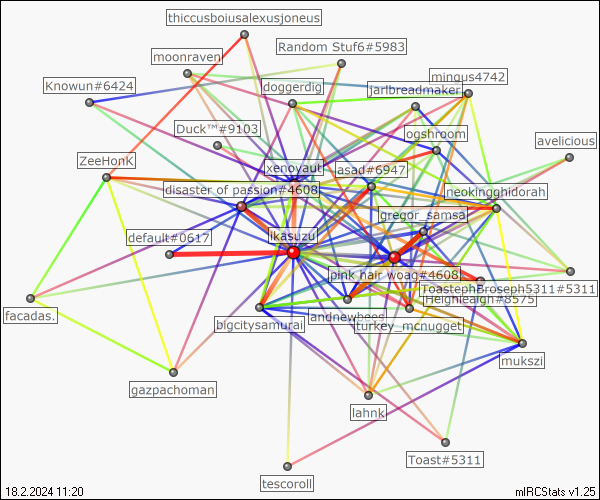 thiccusboiusalexusjoneus
Random Stuf6#5983
moonraven
mingus4742
doggerdig
jarlbreadmaker
Knowun#6424
Duck™#9103
ogshroom
avelicious
ZeeHonK
xenoyaut
asad#6947
disaster of passion#4608
neokingghidorah
gregor_samsa
default#0617
jikasuzu
pink hair woag#4608
ToastephBroseph5311#5311
Heighleigh#8575
facadas.
bigcitysamurai
andnewbees
turkey_mcnugget
mukszi
gazpachoman
lahnk
Toast#5311
tescoroll
18.2.2024 11:20
mIRCStats v1.25